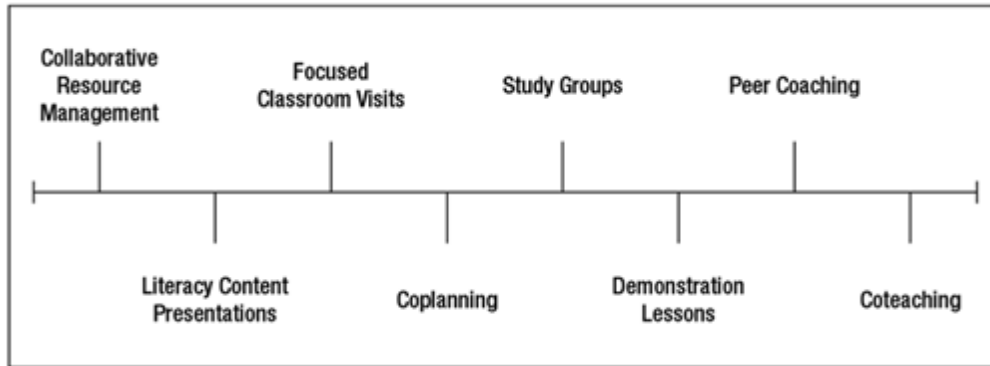 Collaborative
Resource
Management
Focused
Classroom Visits
Study Groups
Peer Coaching
Literacy Content
Presentations
Coplanning
Demonstration
Lessons
Coteaching